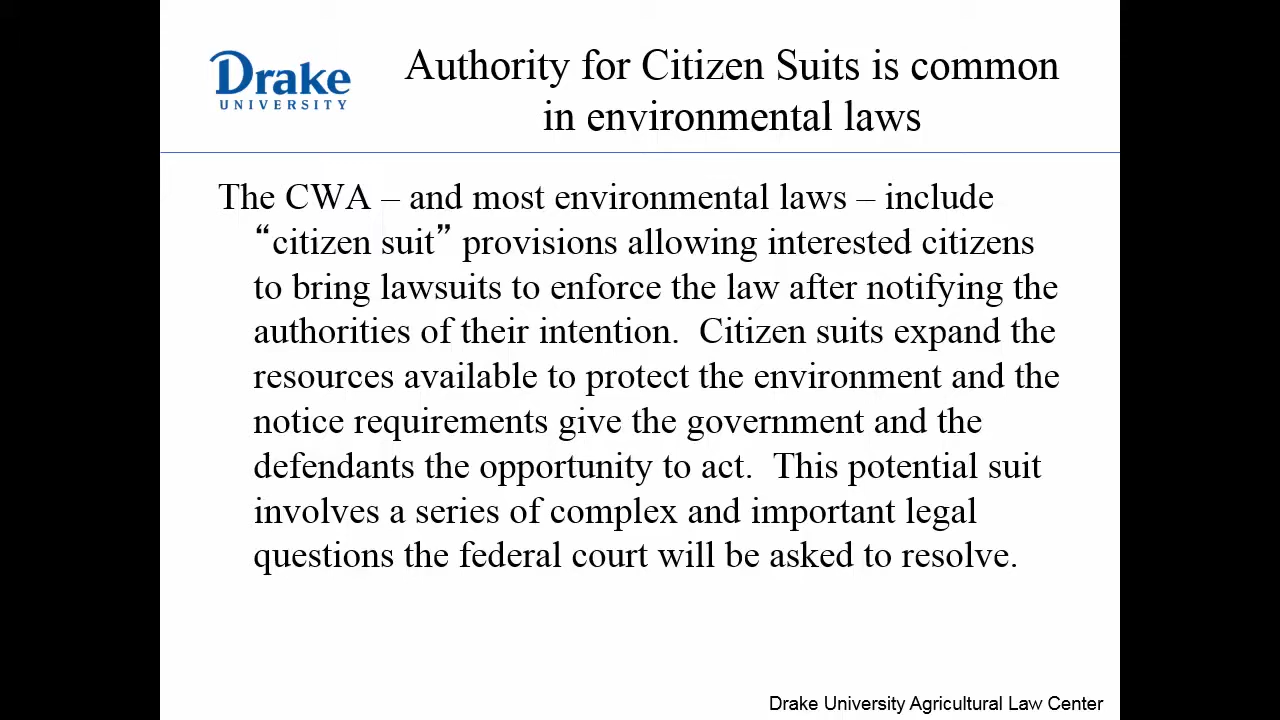 Drake
UNIVERSITY
Authority for Citizen Suits is common
in environmental laws
The CWA – and most environmental laws – include
“citizen suit” provisions allowing interested citizens
to bring lawsuits to enforce the law after notifying the
authorities of their intention.  Citizen suits expand the
resources available to protect the environment and the
notice requirements give the government and the
defendants the opportunity to act.  This potential suit
involves a series of complex and important legal
questions the federal court will be asked to resolve.
Drake University Agricultural Law Center